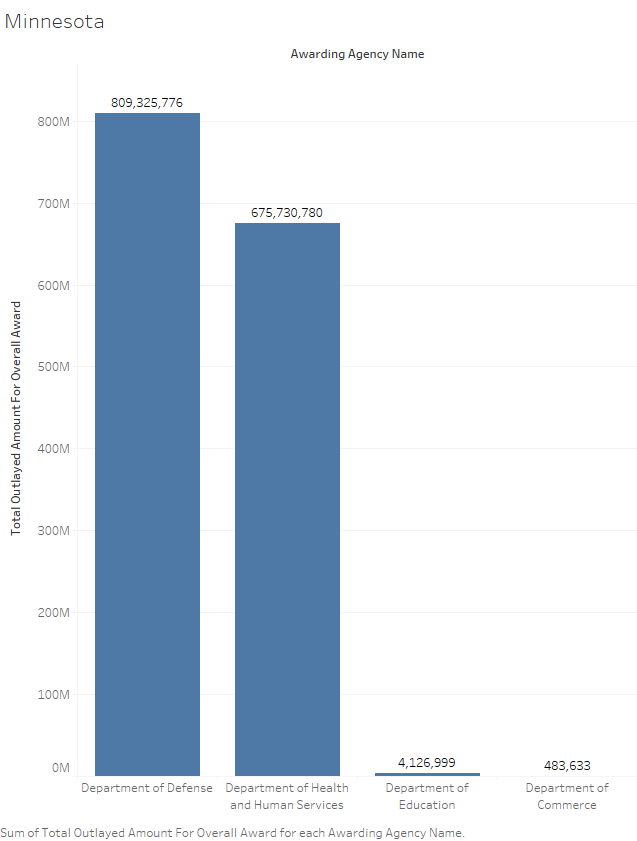 Minnesota
Awarding Agency Name
Total Outlayed Amount For Overall Award
800M
700M
600M
500M
400M
300M
200M
100M
0M
809,325,776
675,730,780
4,126,999
483,633
Department of Defense
Department of Health
and Human Services
Department of
Education
Department of
Commerce
Sum of Total Outlayed Amount For Overall Award for each Awarding Agency Name.